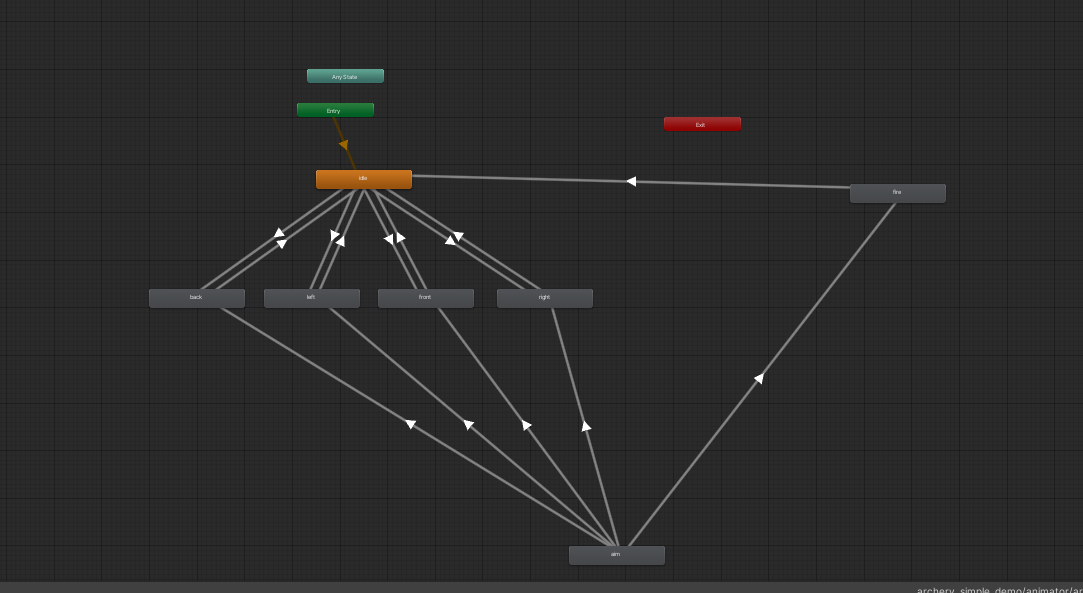 Any State
Entry
Exit
idle
fire
back
left
front
right
aim
archery_simple_demo/animator/ar